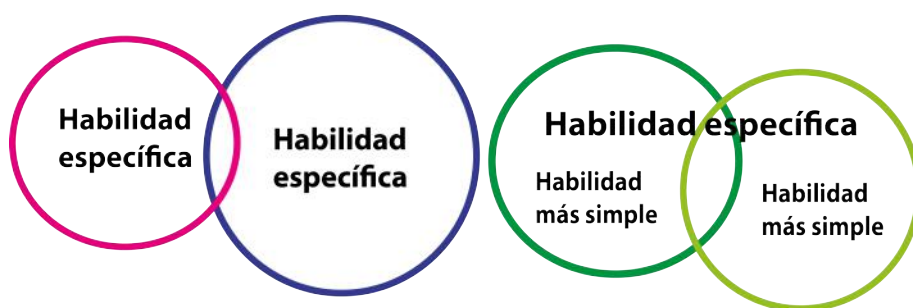 Habilidad
específica
Habilidad
específica
Habilidad específica
Habilidad
más simple
Habilidad
más simple